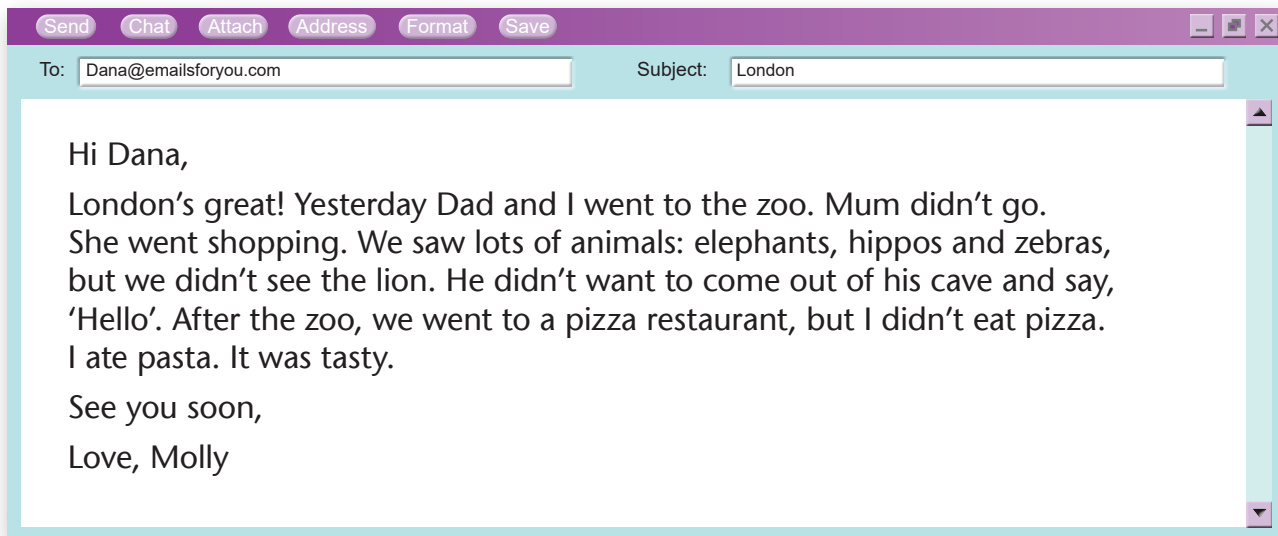 Send Chat Attach Address Format Save
To: Dana@emailsforyou.com Subject: London
Hi Dana,
London’s great! Yesterday Dad and I went to the zoo. Mum didn’t go.
She went shopping. We saw lots of animals: elephants, hippos and zebras,
but we didn’t see the lion. He didn’t want to come out of his cave and say,
‘Hello’. After the zoo, we went to a pizza restaurant, but I didn’t eat pizza.
I ate pasta. It was tasty.
See you soon,
Love, Molly